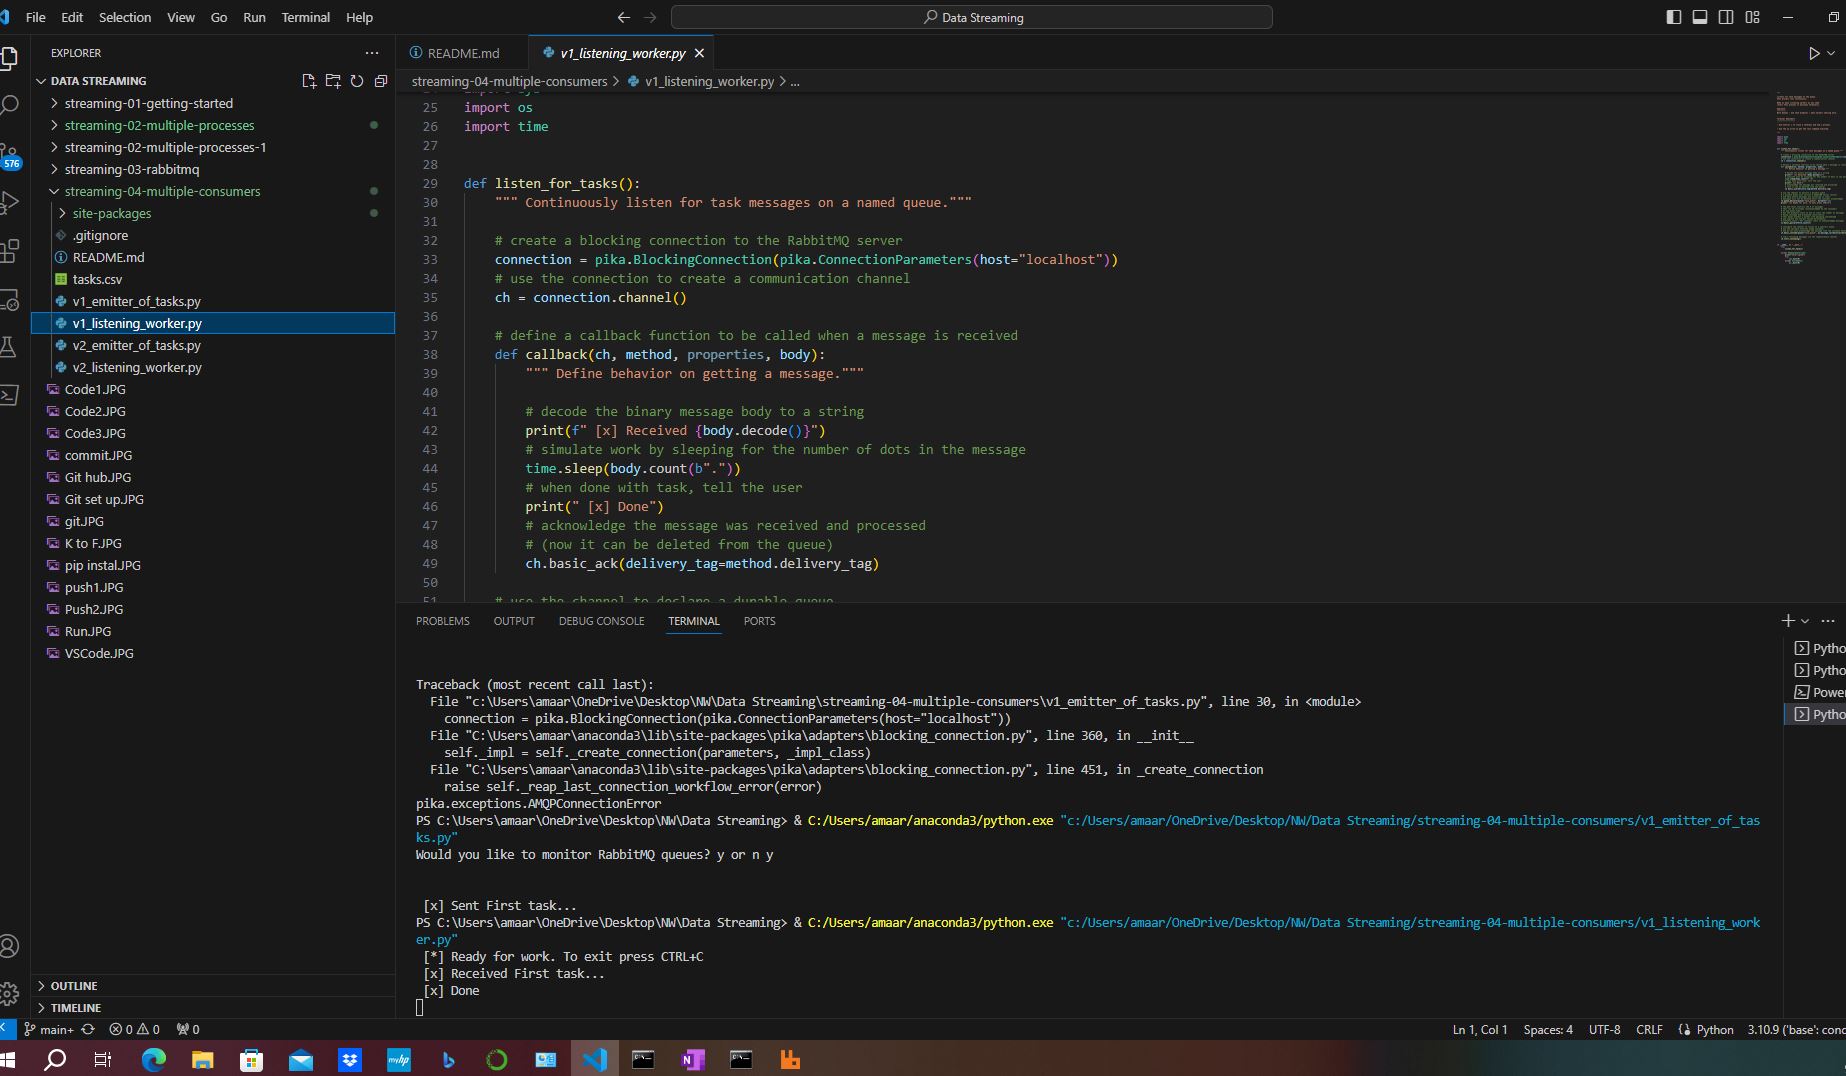 File Edit Selection View Go Run Terminal Help
Data Streaming
EXPLORER
DATA STREAMING
streaming-01-getting-started
streaming-02-multiple-processes
streaming-02-multiple-processes-1
576
streaming-03-rabbitmq
streaming-04-multiple-consumers
site-packages
.gitignore
README.md
tasks.csv
v1_emitter_of_tasks.py
v1_listening_worker.py
v2_emitter_of_tasks.py
v2_listening_worker.py
Code1.JPG
Code2.JPG
Code3.JPG
commit.JPG
Git hub.JPG
Git set up.JPG
git.JPG
K to F.JPG
pip instal.JPG
push1.JPG
Push2.JPG
Run.JPG
VSCode.JPG
OUTLINE
TIMELINE
README.md
v1_listening_worker.py
streaming-04-multiple-consumers > v1_listening_worker.py > ...
25 import os
26 import time
27
28
29 def listen_for_tasks():
30 """ Continuously listen for task messages on a named queue."""
31
32 # create a blocking connection to the RabbitMQ server
33 connection = pika.BlockingConnection(pika.ConnectionParameters(host="localhost"))
34 # use the connection to create a communication channel
35 ch = connection.channel()
36
37 # define a callback function to be called when a message is received
38 def callback(ch, method, properties, body):
39 """ Define behavior on getting a message."""
40
41 # decode the binary message body to a string
42 print(f" [x] Received {body.decode()}")
43 # simulate work by sleeping for the number of dots in the message
44 time.sleep(body.count(b"."))
45 # when done with task, tell the user
46 print(" [x] Done")
47 # acknowledge the message was received and processed
48 # (now it can be deleted from the queue)
49 ch.basic_ack(delivery_tag=method.delivery_tag)
50
51 # use the channel to declare a durable queue
PROBLEMS OUTPUT DEBUG CONSOLE TERMINAL PORTS
Traceback (most recent call last):
File "c:\Users\amaar\OneDrive\Desktop\NW\Data Streaming\streaming-04-multiple-consumers\v1_emitter_of_tasks.py", line 30, in <module>
connection = pika.BlockingConnection(pika.ConnectionParameters(host="localhost"))
File "C:\Users\amaar\anaconda3\lib\site-packages\pika\adapters\blocking_connection.py", line 360, in __init__
self._impl = self._create_connection(parameters, _impl_class)
File "C:\Users\amaar\anaconda3\lib\site-packages\pika\adapters\blocking_connection.py", line 451, in _create_connection
raise self._reap_last_connection_workflow_error(error)
pika.exceptions.AMQPConnectionError
PS C:\Users\amaar\OneDrive\Desktop\NW\Data Streaming> & C:/Users/amaar/anaconda3/python.exe "c:/Users/amaar/OneDrive/Desktop/NW/Data Streaming/streaming-04-multiple-consumers/v1_emitter_of_tas
ks.py"
Would you like to monitor RabbitMQ queues? y or n y
[x] Sent First task...
PS C:\Users\amaar\OneDrive\Desktop\NW\Data Streaming> & C:/Users/amaar/anaconda3/python.exe "c:/Users/amaar/OneDrive/Desktop/NW/Data Streaming/streaming-04-multiple-consumers/v1_listening_work
er.py"
[*] Ready for work. To exit press CTRL+C
[x] Received First task...
[x] Done
Pytho
Pytho
Power
Pytho
main+ 0 0 0
Ln 1, Col 1 Spaces: 4 UTF-8 CRLF Python 3.10.9 ('base': conc
myhp